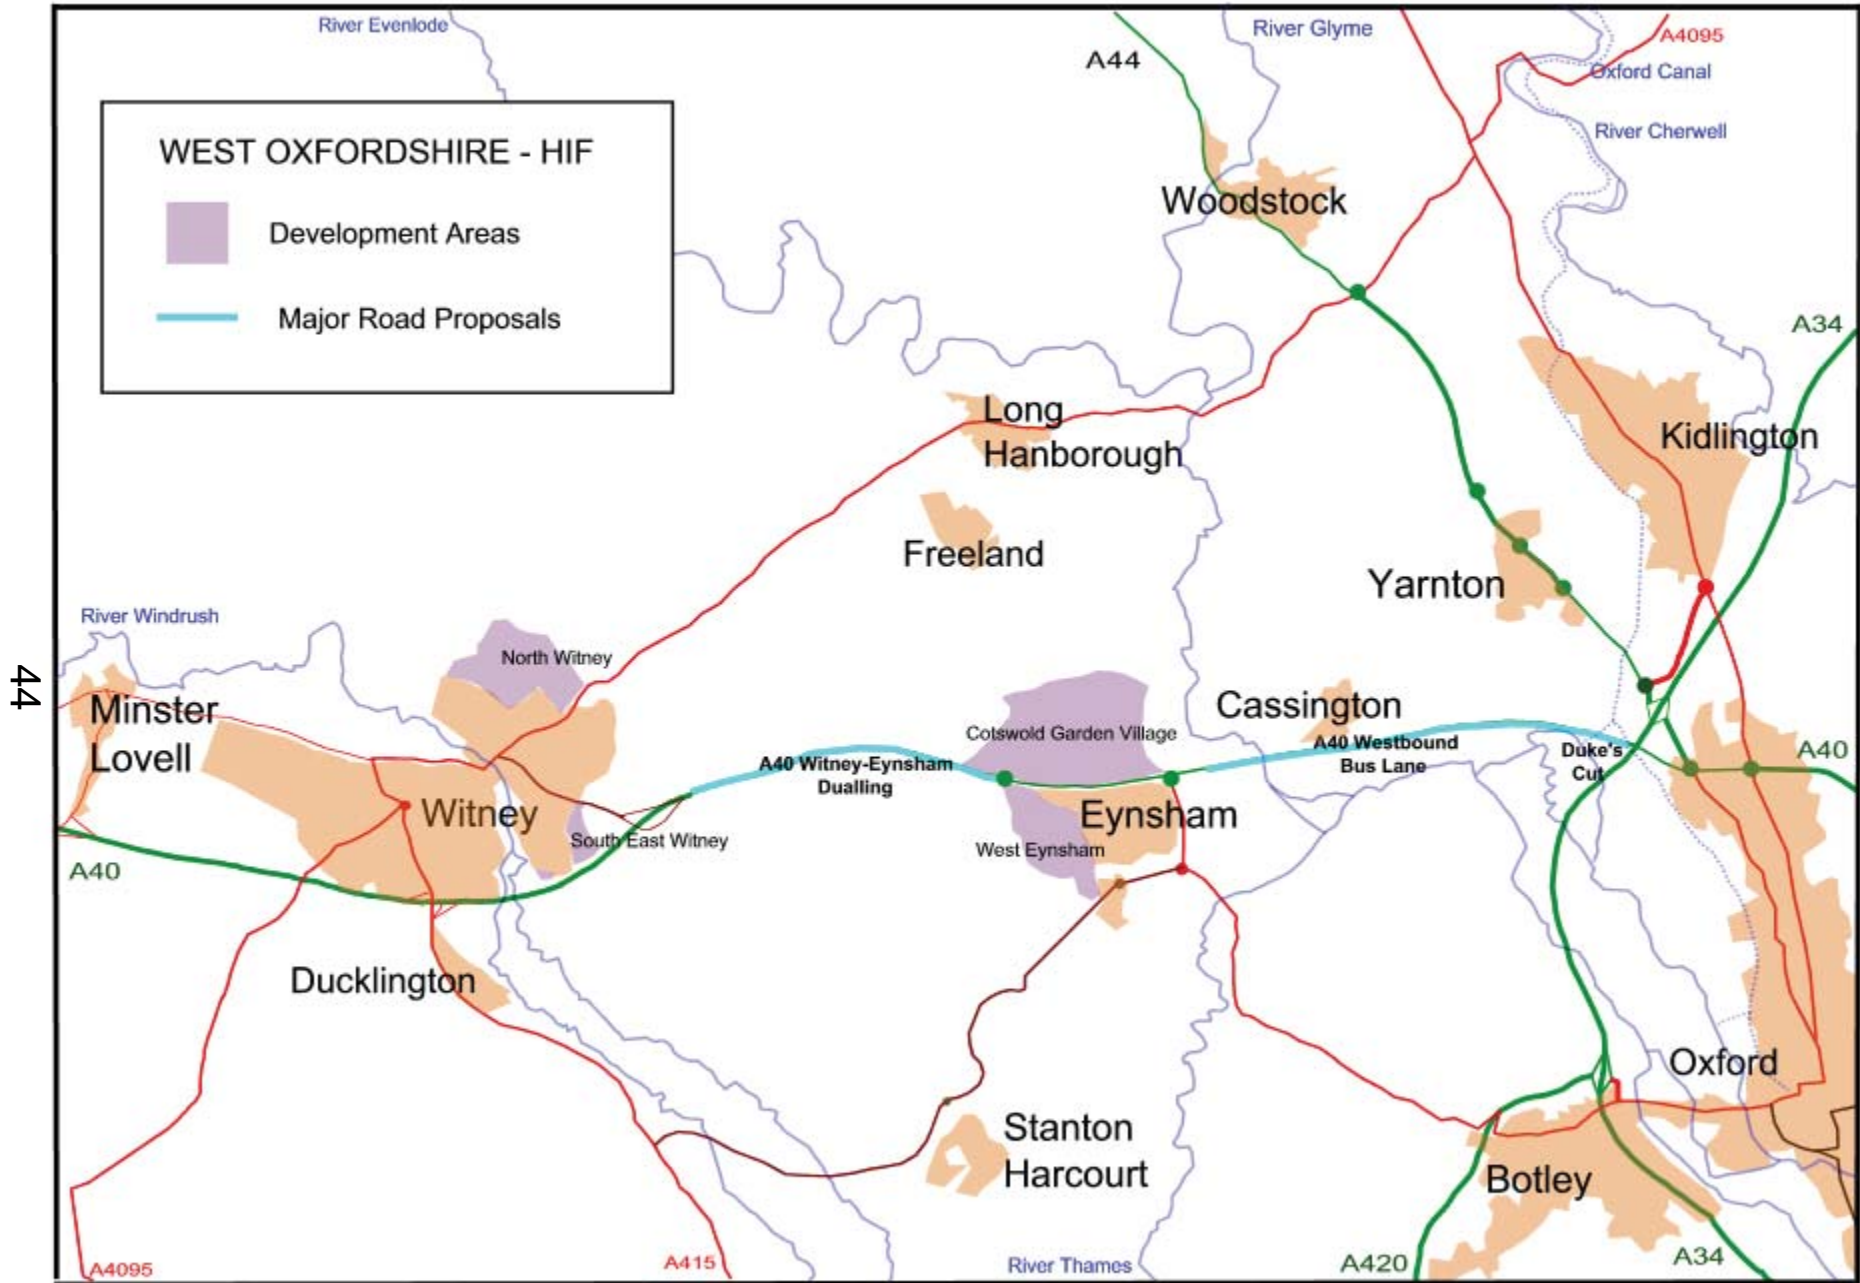 River Evenlode
River Glyme
A4095
A44
Oxford Canal
River Cherwell
WEST OXFORDSHIRE - HIF
Development Areas
Major Road Proposals
Woodstock
A34
Long
Hanborough
Kidlington
Freeland
Yarnton
River Windrush
North Witney
44
Minster
Lovell
Cotswold Garden Village
Cassington
A40 Witney-Eynsham
Dualling
A40 Westbound
Bus Lane
Duke's
Cut
A40
Witney
South East Witney
Eynsham
West Eynsham
A40
Ducklington
Oxford
Stanton
Harcourt
Botley
A4095
A415
River Thames
A420
A34